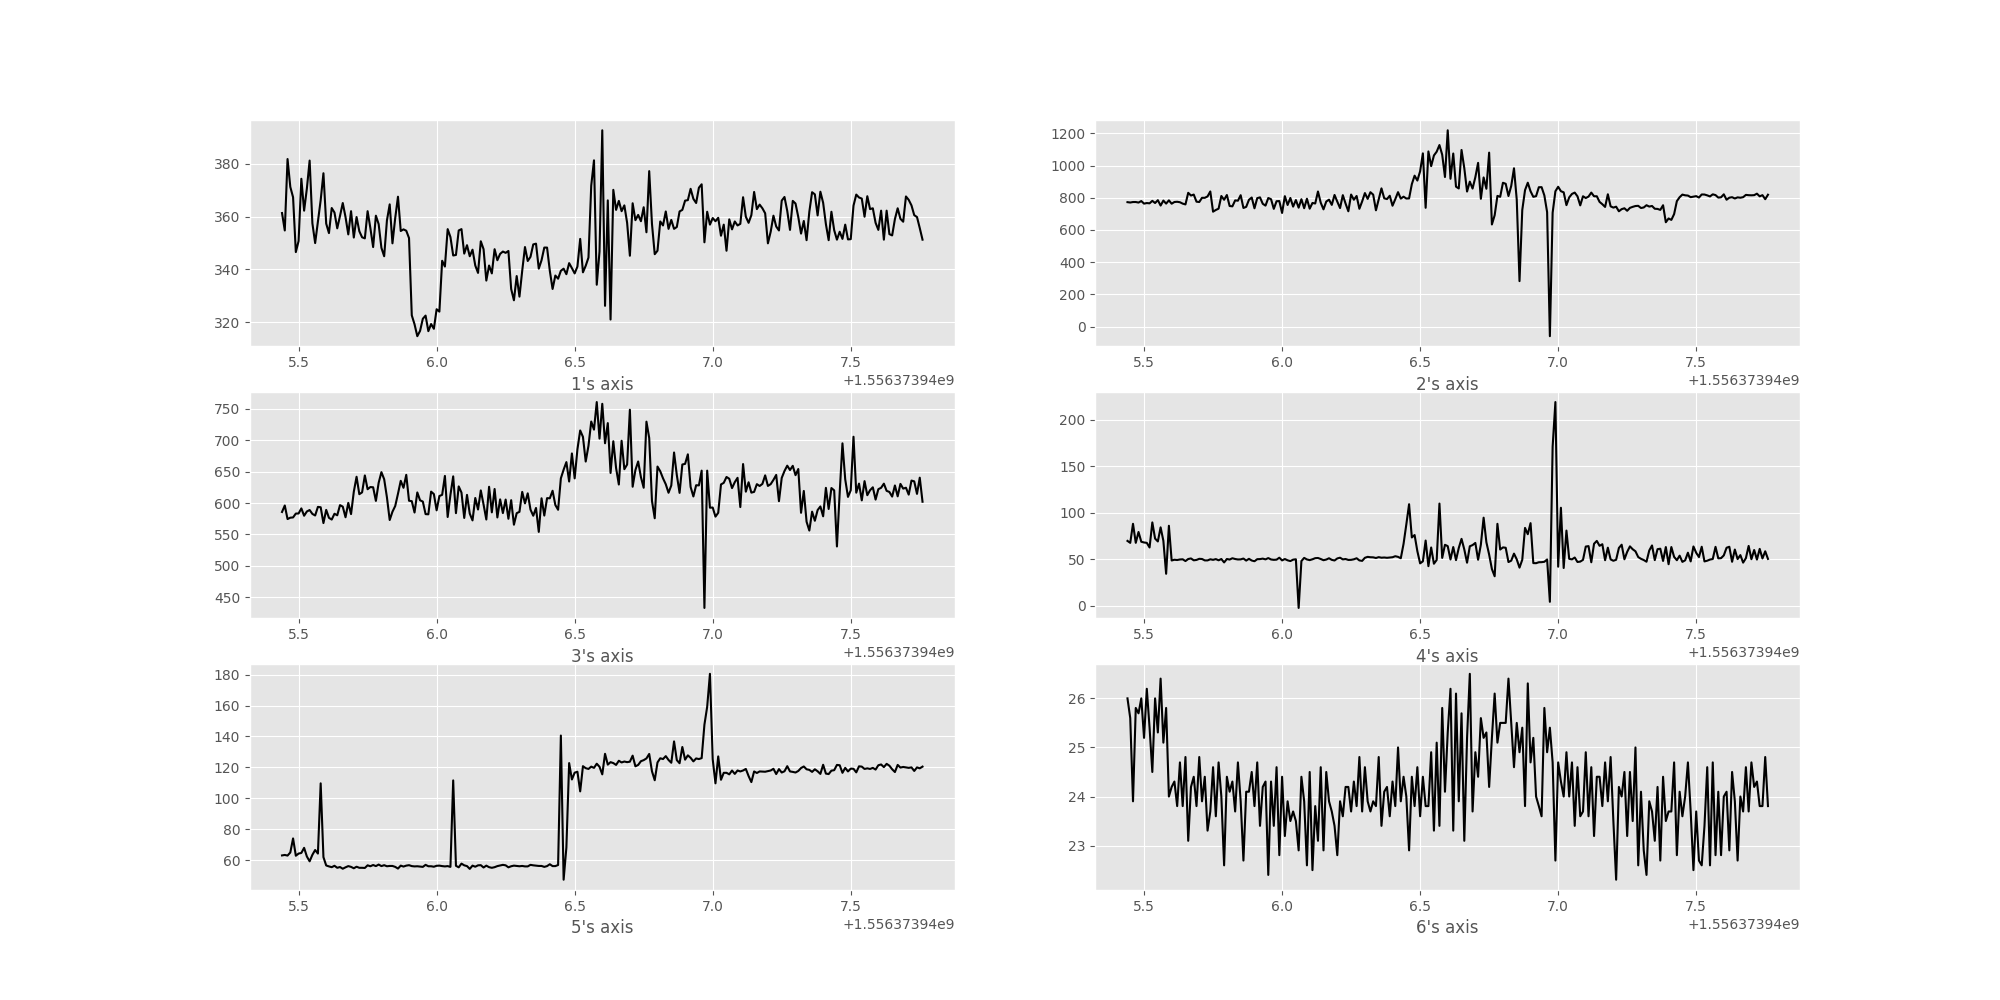 380
360
340
320
5.5 6.0 6.5 7.0 7.5
1's axis +1.55637394e9
1200
1000
800
600
400
200
0
5.5 6.0 6.5 7.0 7.5
2's axis +1.55637394e9
750
700
650
600
550
500
450
5.5 6.0 6.5 7.0 7.5
3's axis +1.55637394e9
200
150
100
50
0
5.5 6.0 6.5 7.0 7.5
4's axis +1.55637394e9
180
160
140
120
100
80
60
5.5 6.0 6.5 7.0 7.5
5's axis +1.55637394e9
26
25
24
23
5.5 6.0 6.5 7.0 7.5
6's axis +1.55637394e9